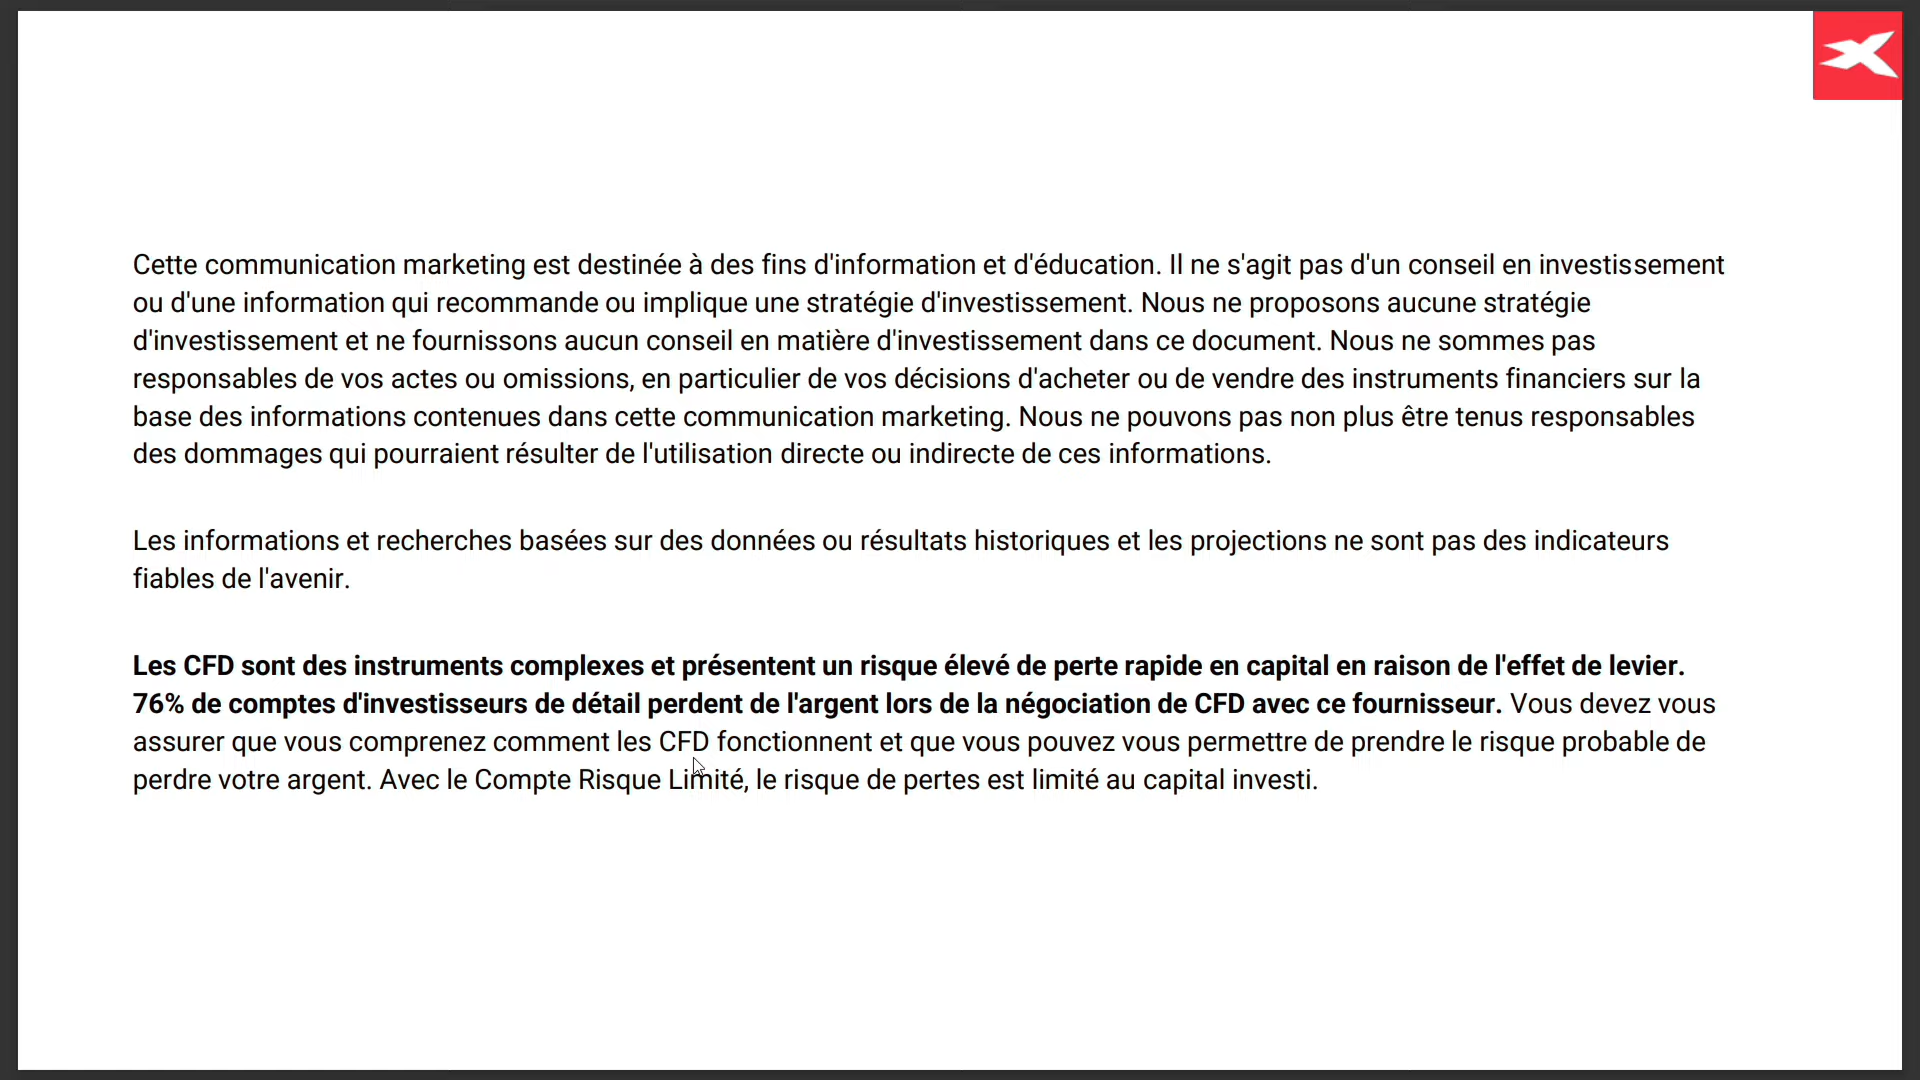 Cette communication marketing est destinée à des fins d'information et d'éducation. Il ne s'agit pas d'un conseil en investissement
ou d'une information qui recommande ou implique une stratégie d'investissement. Nous ne proposons aucune stratégie
d'investissement et ne fournissons aucun conseil en matière d'investissement dans ce document. Nous ne sommes pas
responsables de vos actes ou omissions, en particulier de vos décisions d'acheter ou de vendre des instruments financiers sur la
base des informations contenues dans cette communication marketing. Nous ne pouvons pas non plus être tenus responsables
des dommages qui pourraient résulter de l'utilisation directe ou indirecte de ces informations.
Les informations et recherches basées sur des données ou résultats historiques et les projections ne sont pas des indicateurs
fiables de l'avenir.
Les CFD sont des instruments complexes et présentent un risque élevé de perte rapide en capital en raison de l'effet de levier.
76% de comptes d'investisseurs de détail perdent de l'argent lors de la négociation de CFD avec ce fournisseur. Vous devez vous
assurer que vous comprenez comment les CFD fonctionnent et que vous pouvez vous permettre de prendre le risque probable de
perdre votre argent. Avec le Compte Risque Limité, le risque de pertes est limité au capital investi.